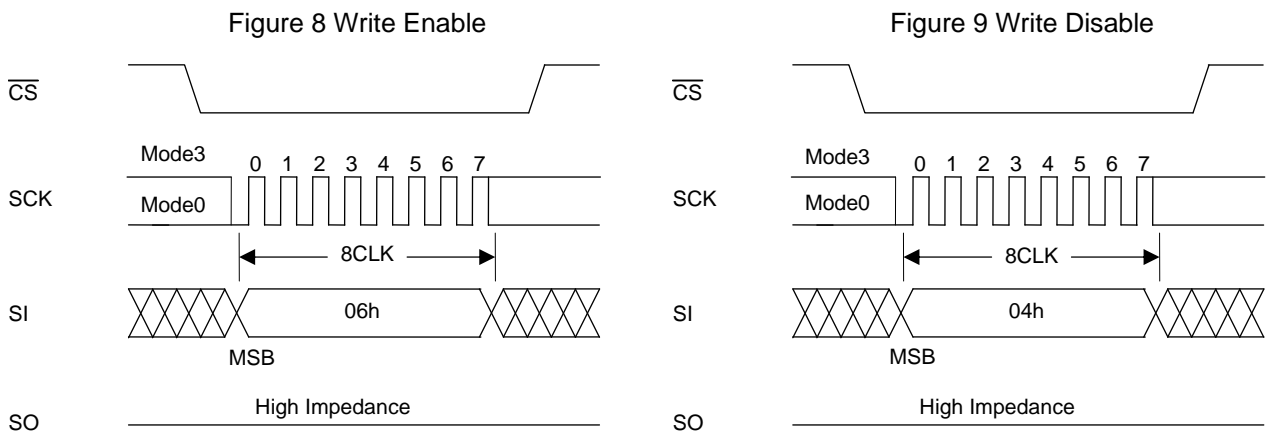 Figure 8 Write Enable
CS
Mode3
0 1 2 3 4 5 6 7
SCK
Mode0
8CLK
SI
06h
MSB
High Impedance
SO
Figure 9 Write Disable
CS
Mode3
0 1 2 3 4 5 6 7
SCK
Mode0
8CLK
SI
04h
MSB
High Impedance
SO